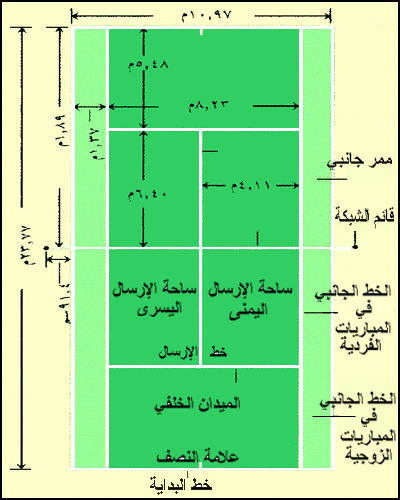 ١٠,٩٧م
٥,٤٨م
٨,٢�م
١,٨٩م
١,٣٧م
٦,٤٠م
٤,١١م
ممر جانبي
قائم الشبكة
٢٣,٧٧م
٩١,٤سم
ساحة الإرسال
اليمنى
ساحة الإرسال
اليسرى
الخط الجانبي
في
المباريات
الفردية
خط الإرسال
الميدان الخلفي
الخط الجانبي
في
المباريات
الزوجية
علامة النصف
خط البداية